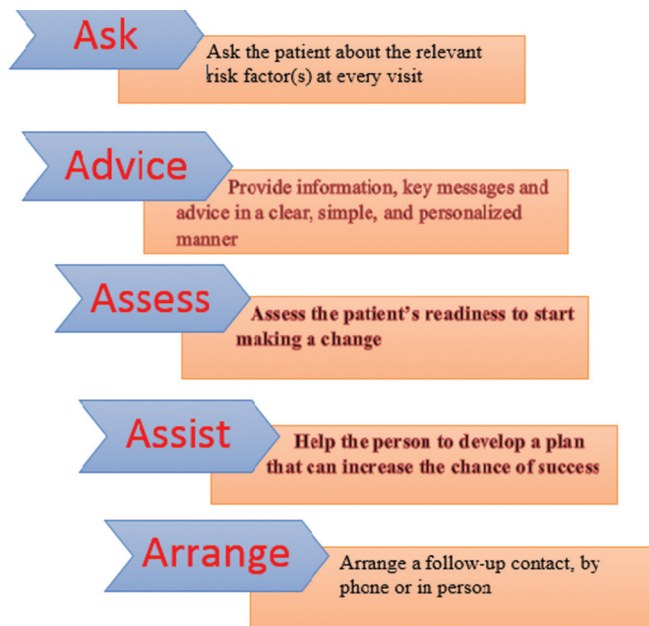 Ask
Ask the patient about the relevant
risk factor(s) at every visit
Advice
Provide information, key messages and
advice in a clear, simple, and personalized
manner
Assess
Assess the patient's readiness to start
making a change
Assist
Help the person to develop a plan
that can increase the chance of success
Arrange
Arrange a follow-up contact, by
phone or in person